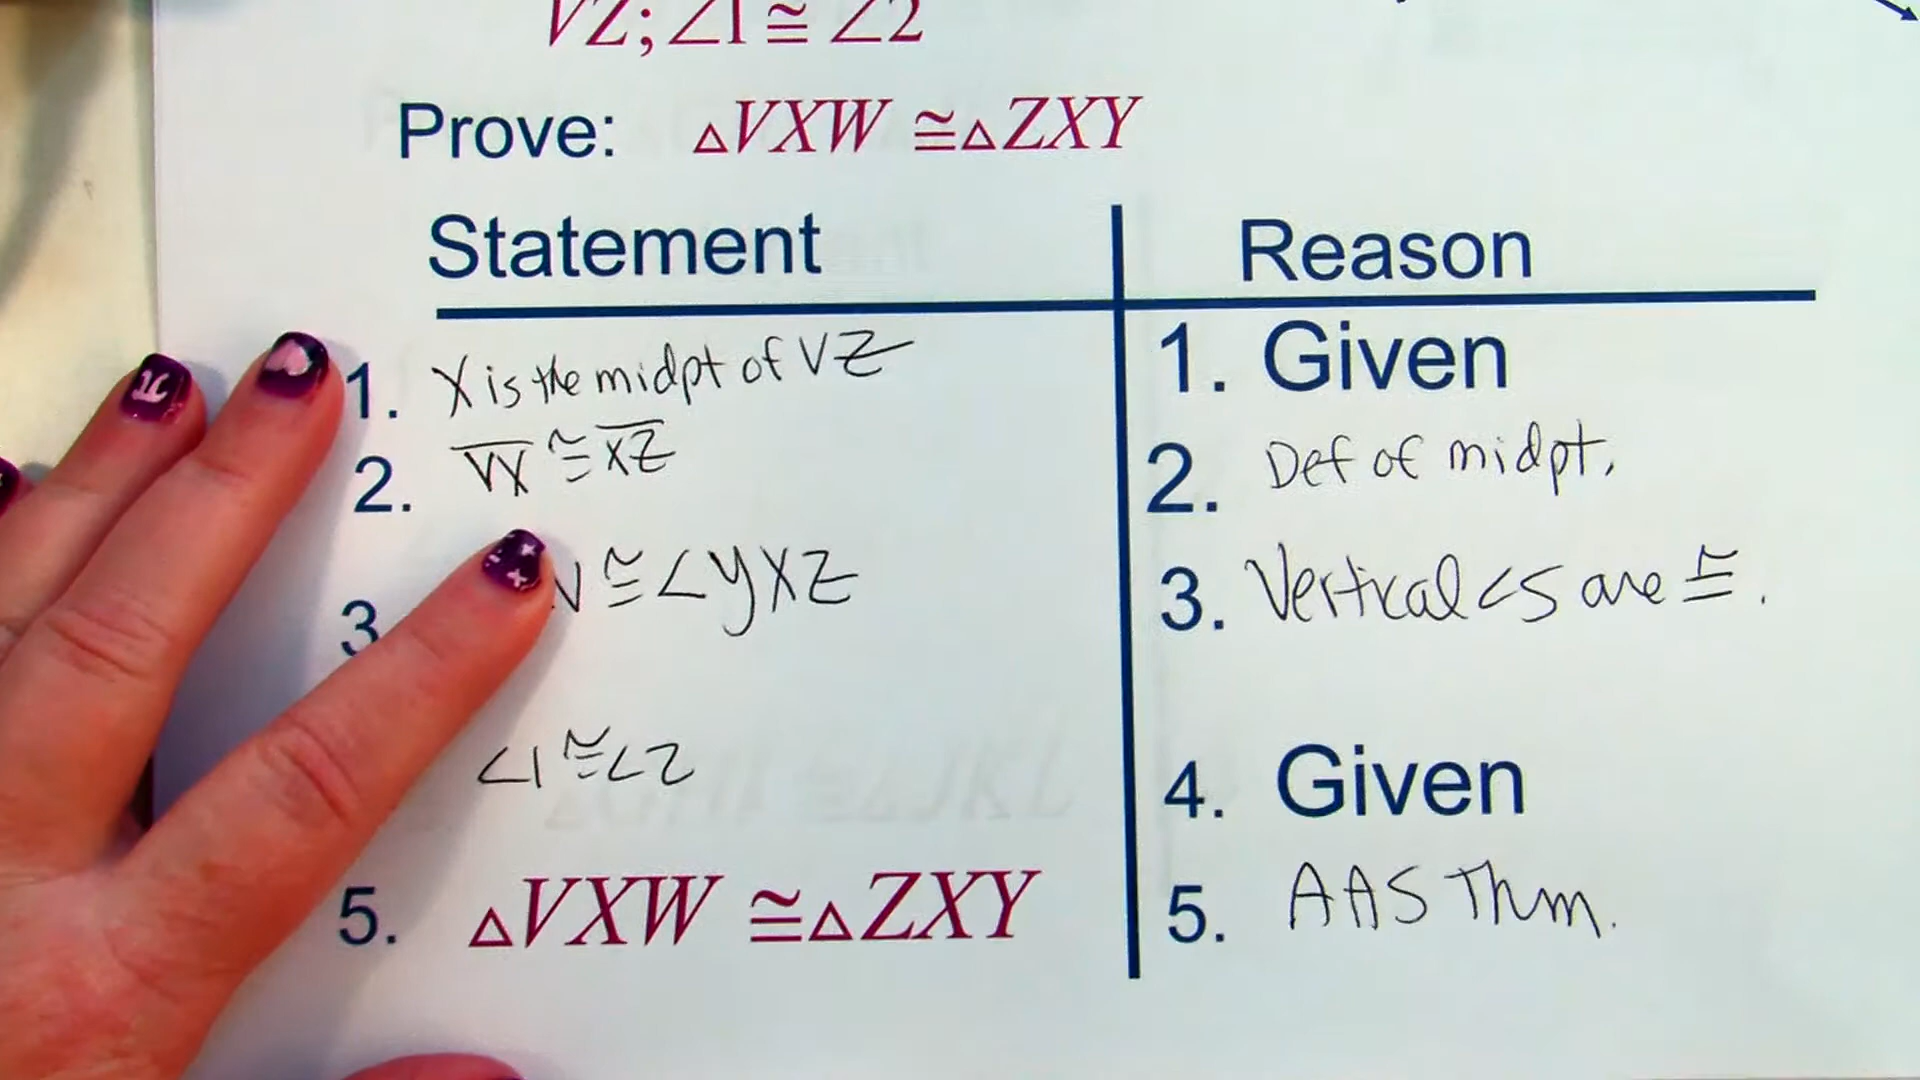 VZ; ∠1 ≅ ∠2
Prove: △VXW ≅ △ZXY
Statement Reason
1. X is the midpt of VZ 1. Given
2. VX ≅ XZ 2. Def of midpt.
3 ≅ ∠YXZ 3. Vertical ∠s are ≅.
∠1 ≅ ∠2 4. Given
5. △VXW ≅ △ZXY 5. AAS Thm.